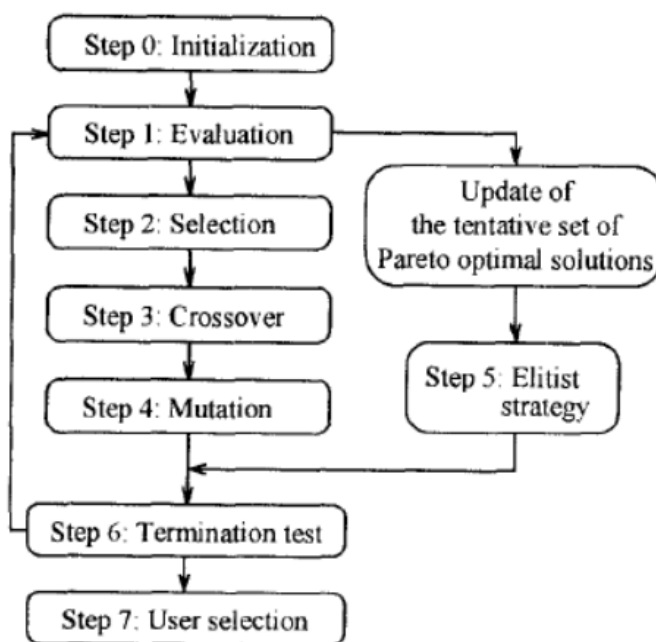 Step 0: Initialization
Step 1: Evaluation
Step 2: Selection
Step 3: Crossover
Step 4: Mutation
Update of
the tentative set of
Pareto optimal solutions
Step 5: Elitist
strategy
Step 6: Termination test
Step 7: User selection